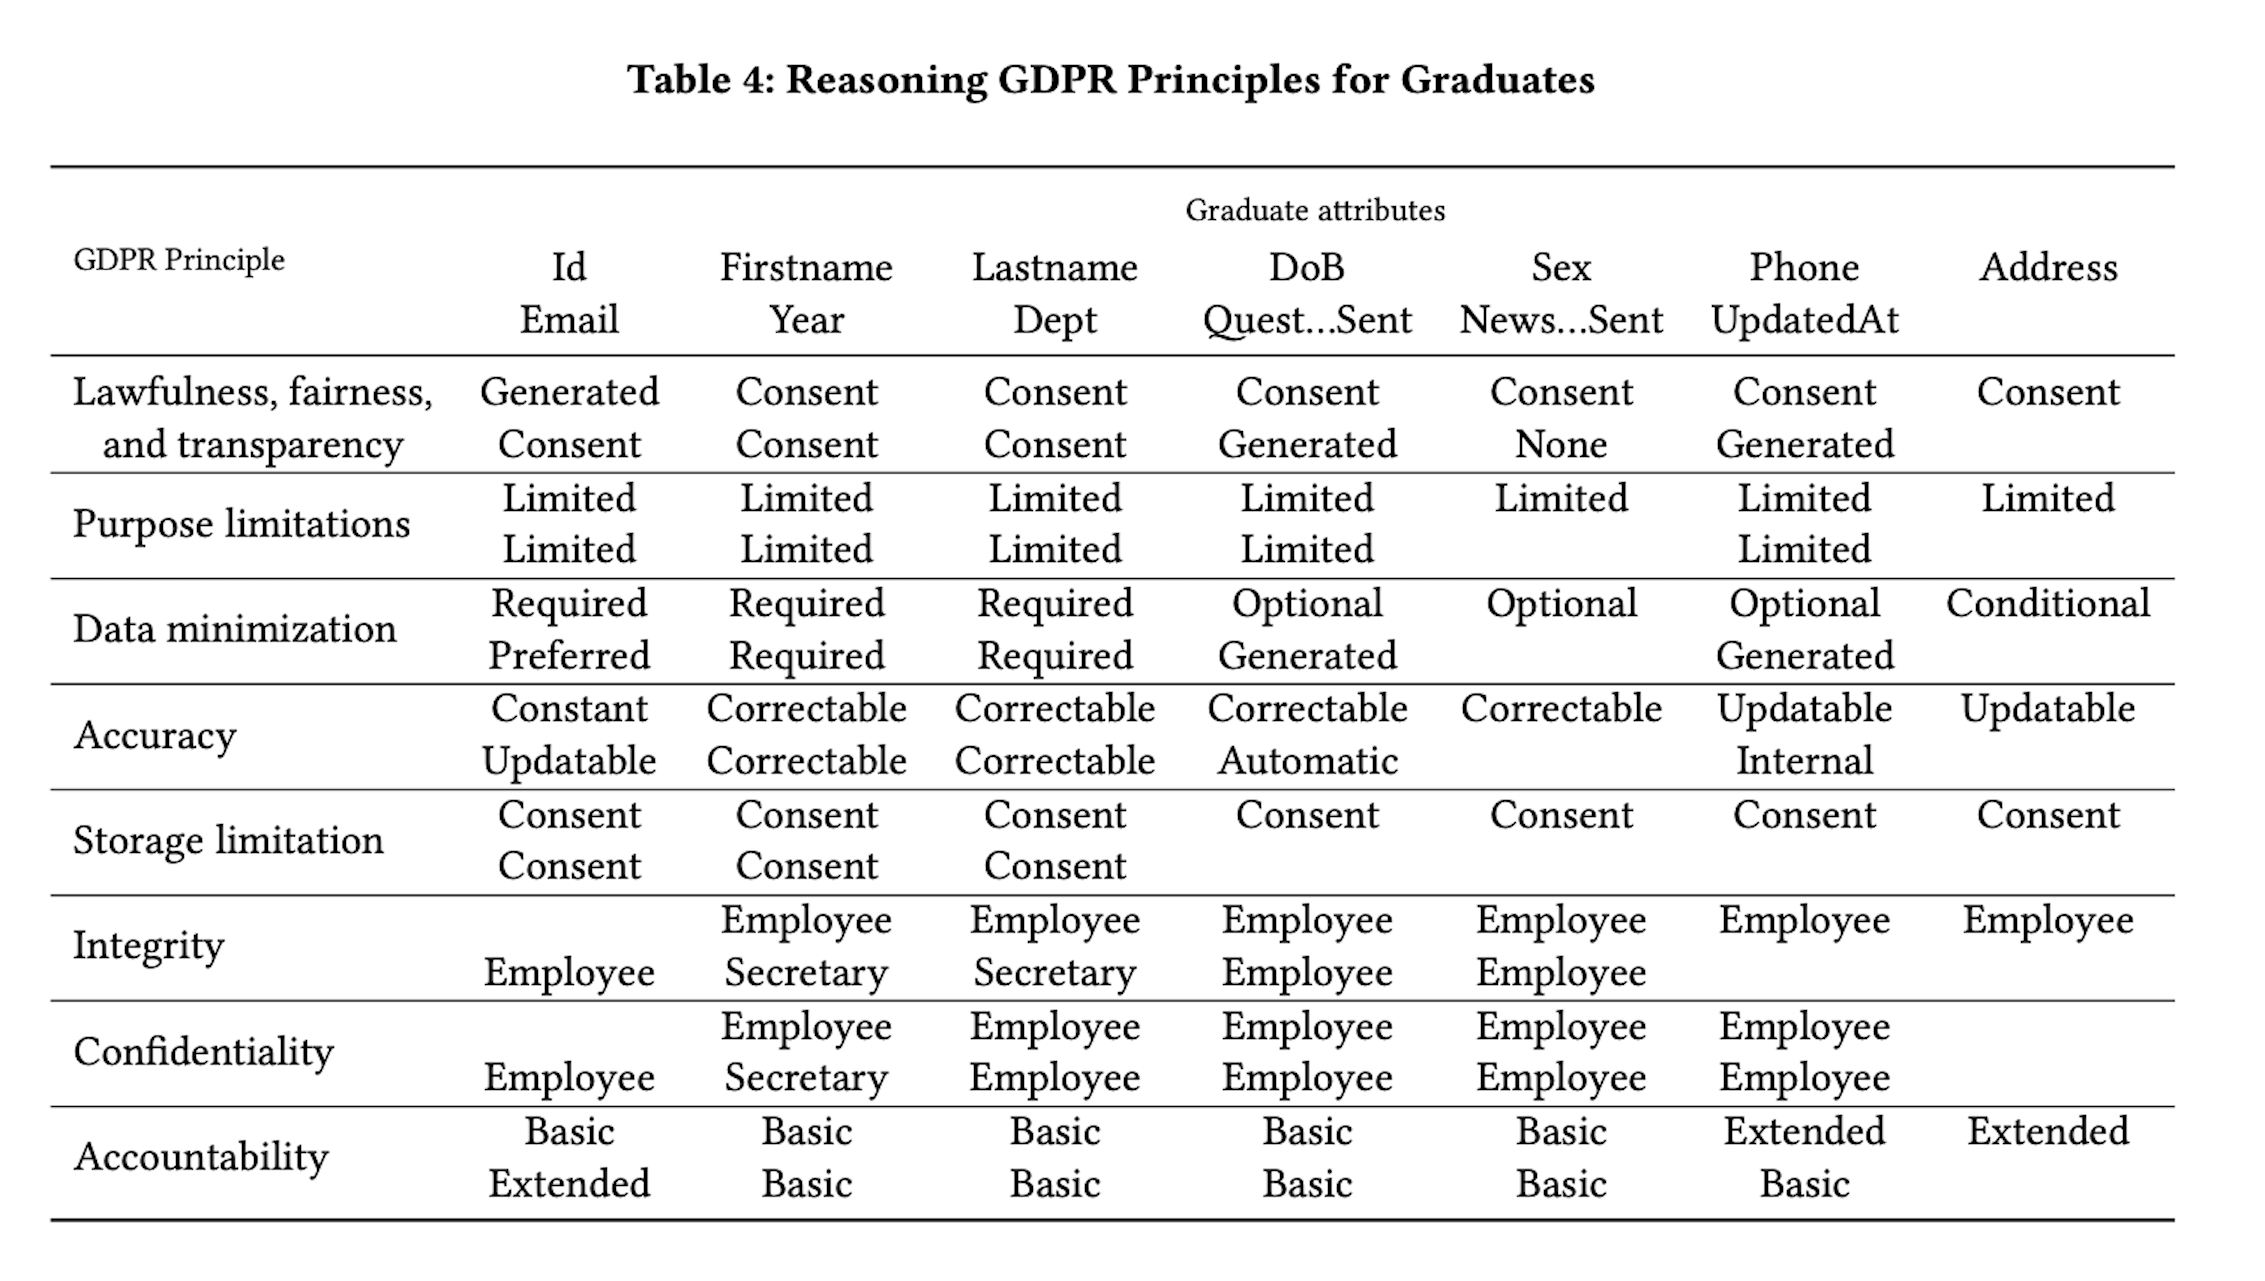 Table 4: Reasoning GDPR Principles for Graduates
Graduate attributes
GDPR Principle
Id Firstname Lastname DoB Sex Phone Address
Email Year Dept Quest...Sent News...Sent UpdatedAt
Lawfulness, fairness, Generated Consent Consent Consent Consent Consent Consent
and transparency Consent Consent Consent Generated None Generated
Purpose limitations
Limited Limited Limited Limited Limited Limited Limited
Limited Limited Limited Limited Limited
Data minimization
Required Required Required Optional Optional Optional Conditional
Preferred Required Required Generated Generated
Accuracy
Constant Correctable Correctable Correctable Correctable Updatable Updatable
Updatable Correctable Correctable Automatic Internal
Storage limitation
Consent Consent Consent Consent Consent Consent Consent
Consent Consent Consent
Integrity
Employee Employee Employee Employee Employee Employee
Employee Secretary Secretary Employee Employee
Confidentiality
Employee Employee Employee Employee Employee
Employee Secretary Employee Employee Employee Employee
Accountability
Basic Basic Basic Basic Basic Extended Extended
Extended Basic Basic Basic Basic Basic